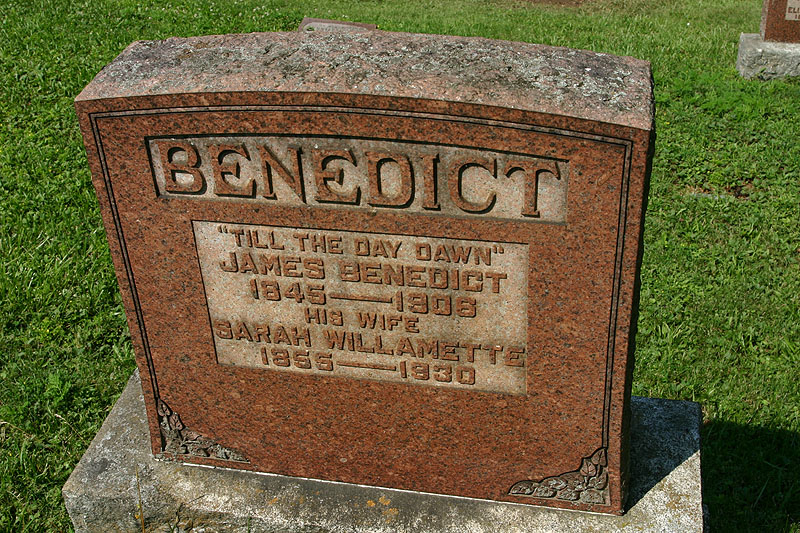 BENEDICT
"TILL THE DAY DAWN"
JAMES BENEDICT
1845—1906
HIS WIFE
SARAH WILLAMETTE
1855—1930